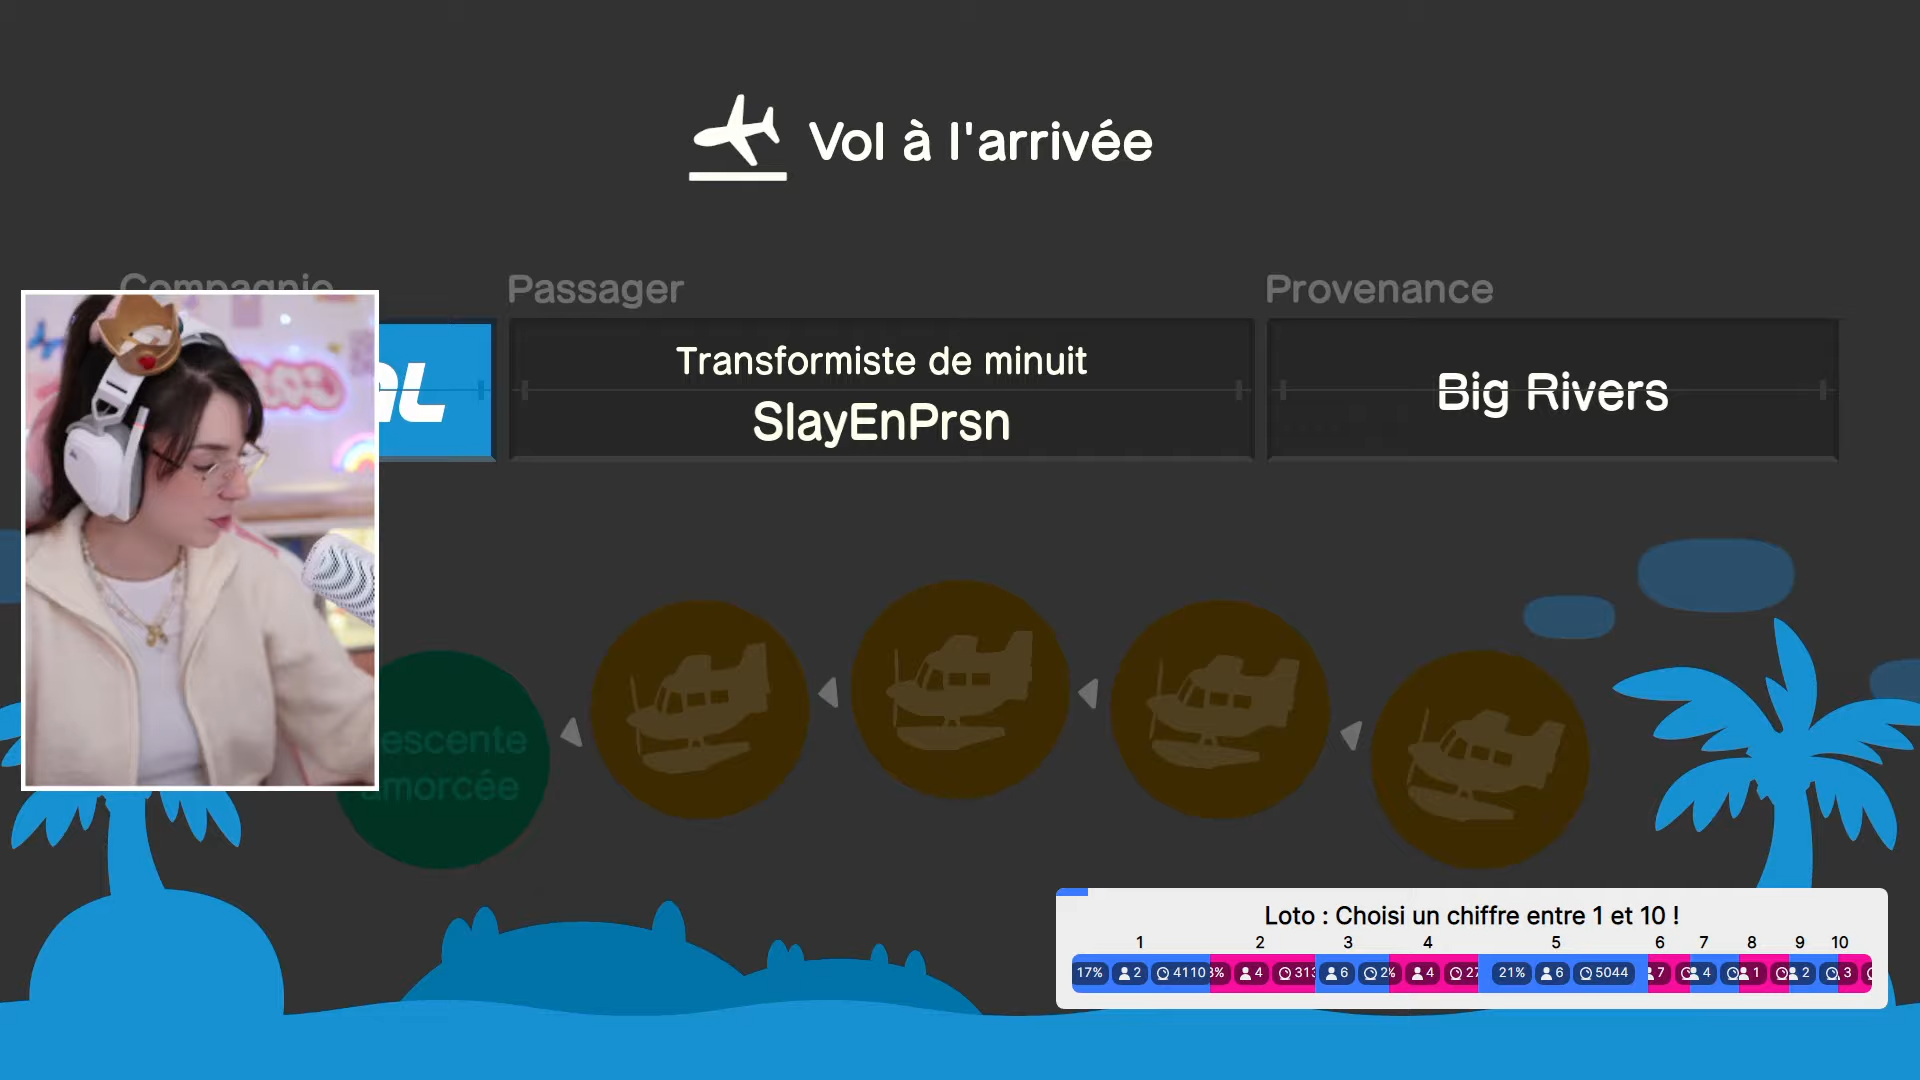 Vol à l'arrivée
Passager
Provenance
Transformiste de minuit
SlayEnPrsn
Big Rivers
Loto : Choisi un chiffre entre 1 et 10 !
1 2 3 4 5 6 7 8 9 10
17% 2 4110 4 6 4 21% 6 5044 7 4 1 2 3